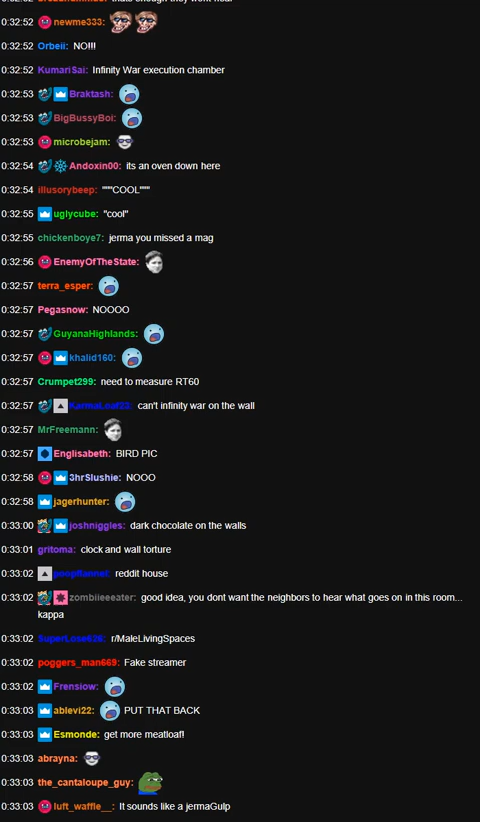 0:32:52 newme333:
0:32:52 Orbeii: NO!!!
0:32:52 KumariSai: Infinity War execution chamber
0:32:53 Braktash:
0:32:53 BigBussyBoi:
0:32:53 microbejam:
0:32:54 Andoxin00: its an oven down here
0:32:54 illusorybeep: """COOL"""
0:32:55 uglycube: "cool"
0:32:55 chickenboye7: jerma you missed a mag
0:32:56 EnemyOfTheState:
0:32:57 terra_esper:
0:32:57 Pegasnow: NOOOO
0:32:57 GuyanaHighlands:
0:32:57 khalid160:
0:32:57 Crumpet299: need to measure RT60
0:32:57 KarmaLoaf23: can't infinity war on the wall
0:32:57 MrFreemann:
0:32:57 Englisabeth: BIRD PIC
0:32:58 3hrSlushie: NOOO
0:32:58 jagerhunter:
0:33:00 joshniggles: dark chocolate on the walls
0:33:01 gritoma: clock and wall torture
0:33:02 poopflannel: reddit house
0:33:02 zombiieeeater: good idea, you dont want the neighbors to hear what goes on in this room...
kappa
0:33:02 r/MaleLivingSpaces
0:33:02 poggers_man669: Fake streamer
0:33:02 Frensiow:
0:33:03 ablevi22: PUT THAT BACK
0:33:03 Esmonde: get more meatloaf!
0:33:03 abrayna:
0:33:03 the_cantaloupe_guy:
0:33:03 luft_waffle__: It sounds like a jermaGulp